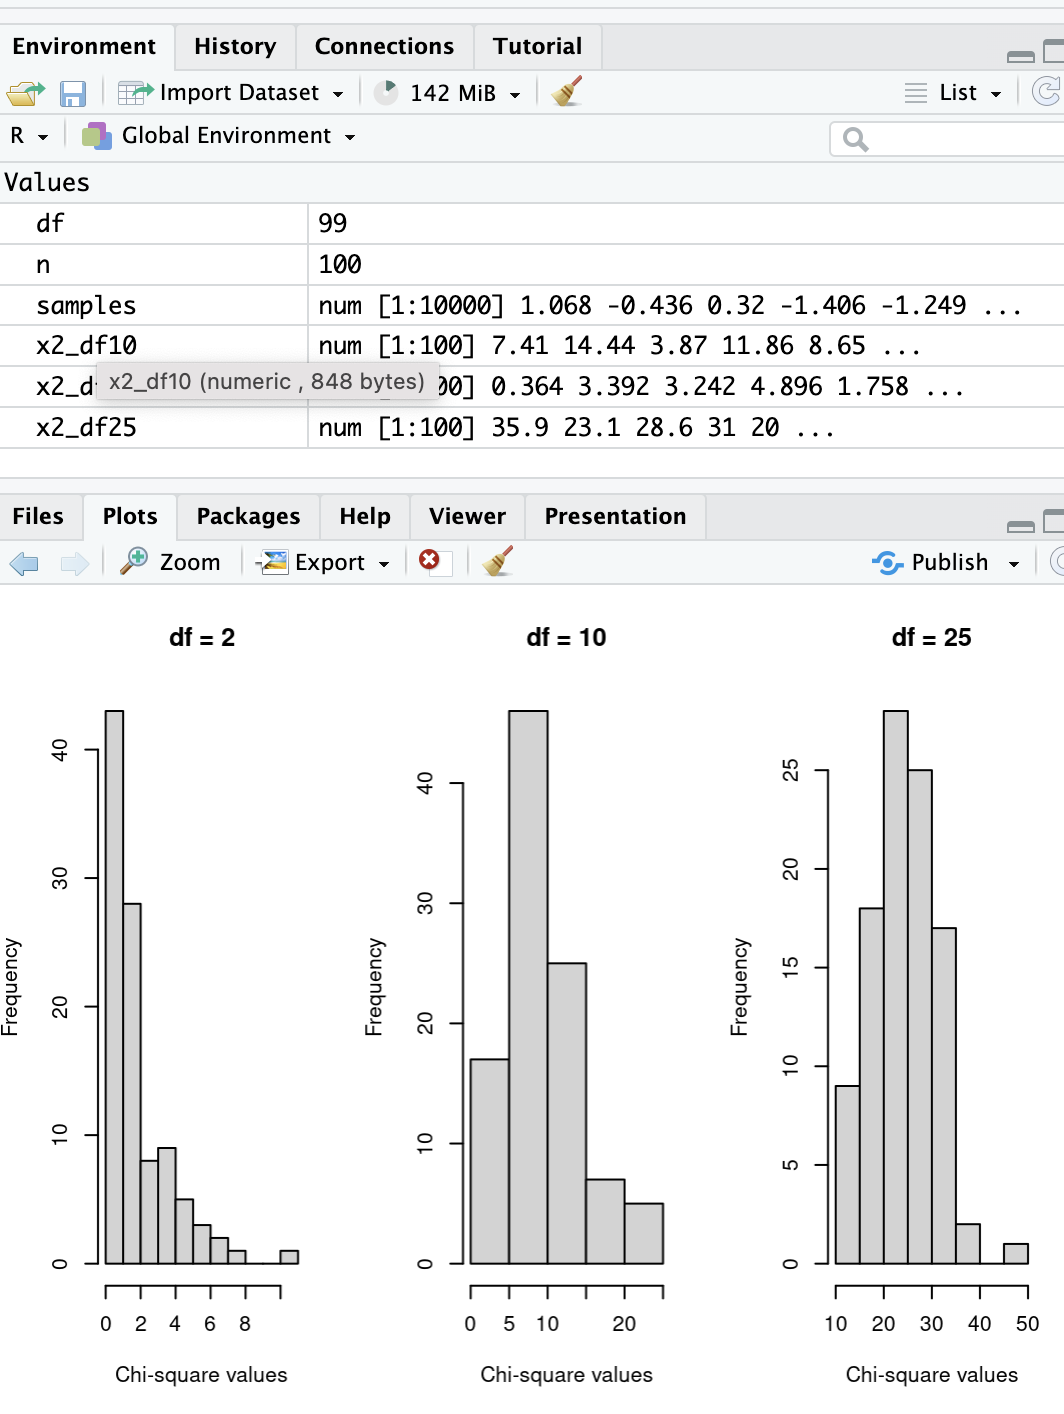 Environment History Connections Tutorial
Import Dataset 142 MiB List
R Global Environment
Values
df 99
n 100
samples num [1:10000] 1.068 -0.436 0.32 -1.406 -1.249 ...
x2_df10 num [1:100] 7.41 14.44 3.87 11.86 8.65 ...
x2_d 00] 0.364 3.392 3.242 4.896 1.758 ...
x2_df10 (numeric , 848 bytes)
x2_df25 num [1:100] 35.9 23.1 28.6 31 20 ...
Files Plots Packages Help Viewer Presentation
Zoom Export Publish
df = 2
Frequency
0 10 20 30 40
0 2 4 6 8
Chi-square values
df = 10
Frequency
0 10 20 30 40
0 5 10 20
Chi-square values
df = 25
Frequency
0 5 10 15 20 25
10 20 30 40 50
Chi-square values